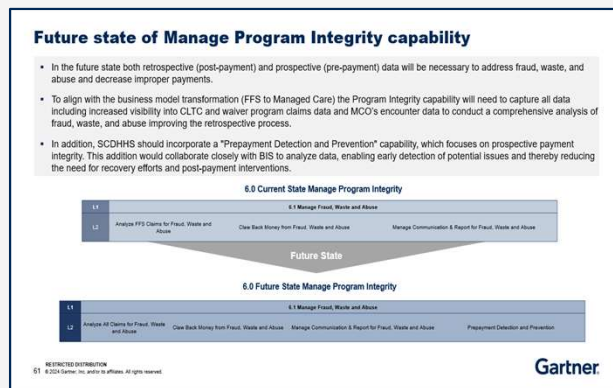 Future state of Manage Program Integrity capability
• In the future state both retrospective (post-payment) and prospective (pre-payment) data will be necessary to address fraud, waste, and
abuse and decrease improper payments.
• To align with the business model transformation (FFS to Managed Care) the Program Integrity capability will need to capture all data
including increased visibility into CLTC and waiver program claims data and MCO's encounter data to conduct a comprehensive analysis of
fraud, waste, and abuse improving the retrospective process.
• In addition, SCDHHS should incorporate a "Prepayment Detection and Prevention" capability, which focuses on prospective payment
integrity. This addition would collaborate closely with BIS to analyze data, enabling early detection of potential issues and thereby reducing
the need for recovery efforts and post-payment interventions.
6.0 Current State Manage Program Integrity
L1 6.1 Manage Fraud, Waste and Abuse
L2 Analyze FFS Claims for Fraud, Waste and
Abuse
Claw Back Money from Fraud, Waste and Abuse
Manage Communication & Report for Fraud, Waste and Abuse
Future State
6.0 Future State Manage Program Integrity
L1 6.1 Manage Fraud, Waste and Abuse
L2 Analyze All Claims for Fraud, Waste
and Abuse
Claw Back Money from Fraud, Waste and Abuse
Manage Communication & Report for Fraud, Waste and Abuse
Prepayment Detection and Prevention
RESTRICTED DISTRIBUTION
61 © 2024 Gartner, Inc. and/or its affiliates. All rights reserved.
Gartner